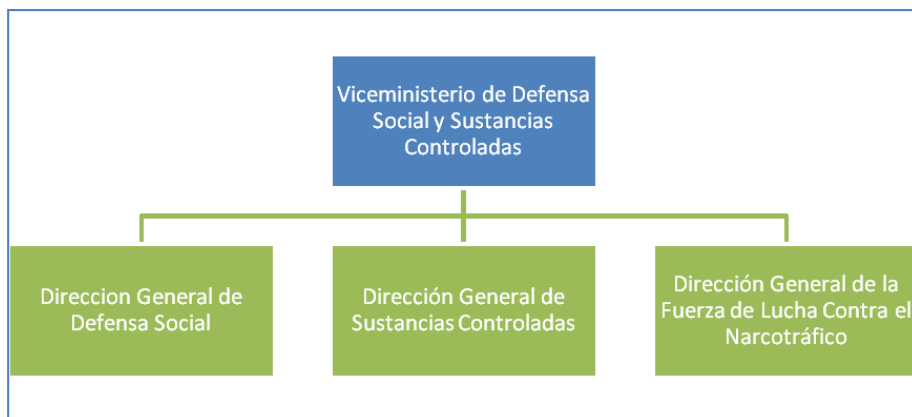 Viceministerio de Defensa
Social y Sustancias
Controladas
Direccion General de
Defensa Social
Dirección General de
Sustancias Controladas
Dirección General de la
Fuerza de Lucha Contra el
Narcotráfico